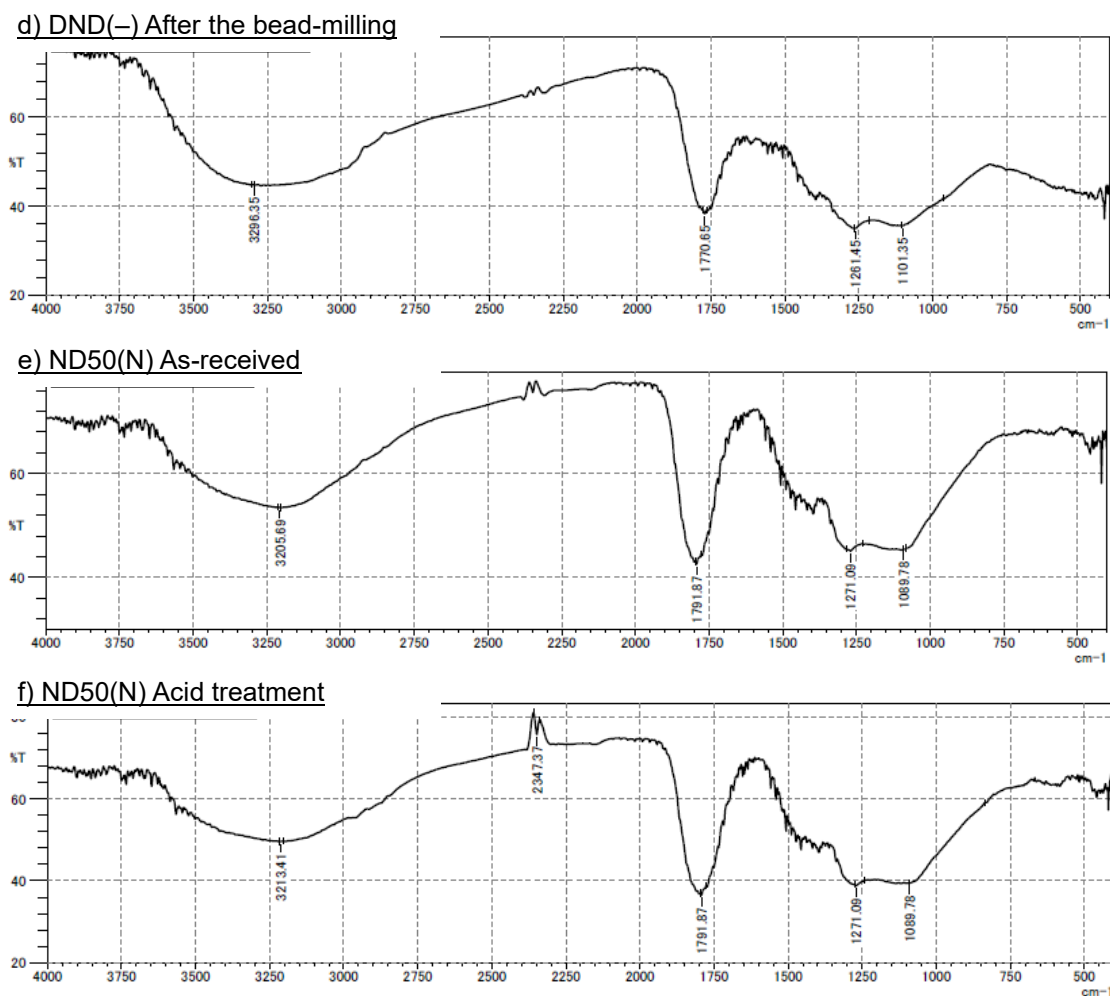 d) DND(–) After the bead-milling
60
%T
40
20
3296.35
1770.65
1261.45
1101.35
4000 3750 3500 3250 3000 2750 2500 2250 2000 1750 1500 1250 1000 750 500
cm-1
e) ND50(N) As-received
60
%T
40
3205.69
1791.87
1271.09
1089.78
4000 3750 3500 3250 3000 2750 2500 2250 2000 1750 1500 1250 1000 750 500
cm-1
f) ND50(N) Acid treatment
%T
60
40
20
2347.37
3213.41
1791.87
1271.09
1089.78
4000 3750 3500 3250 3000 2750 2500 2250 2000 1750 1500 1250 1000 750 500
cm-1